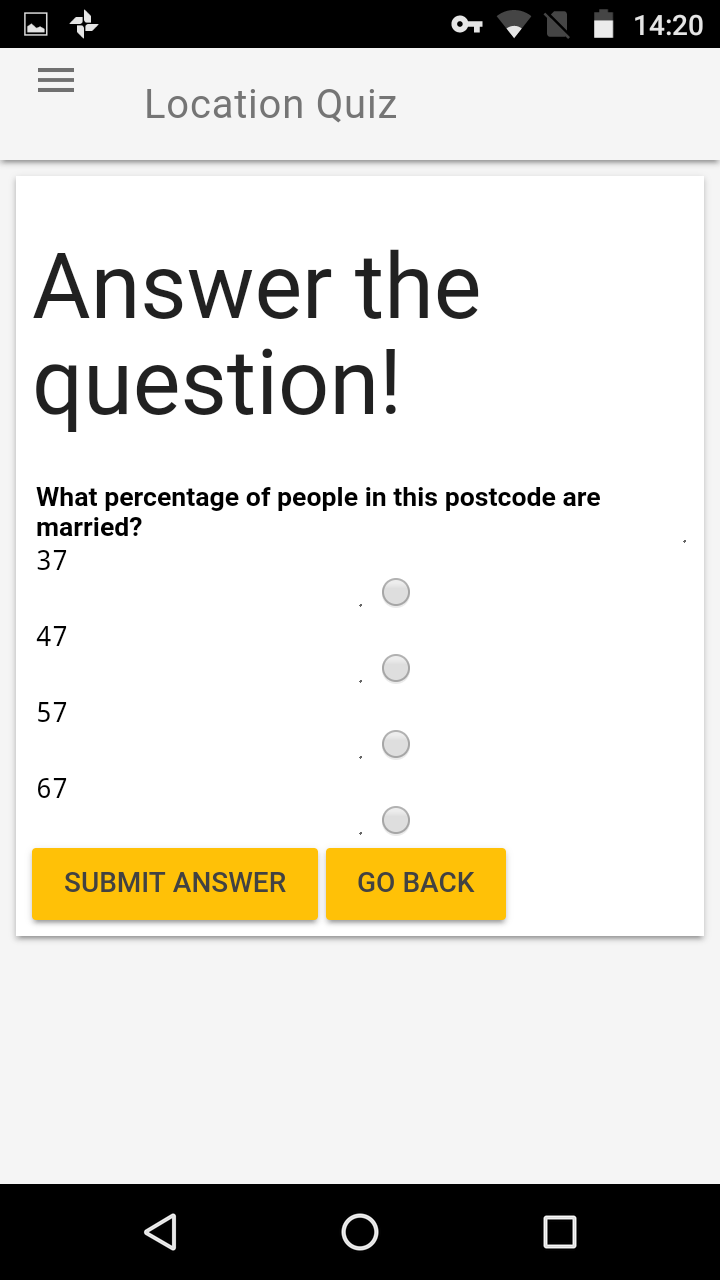 14:20
Location Quiz
Answer the
question!
What percentage of people in this postcode are
married?
37
47
57
67
SUBMIT ANSWER GO BACK